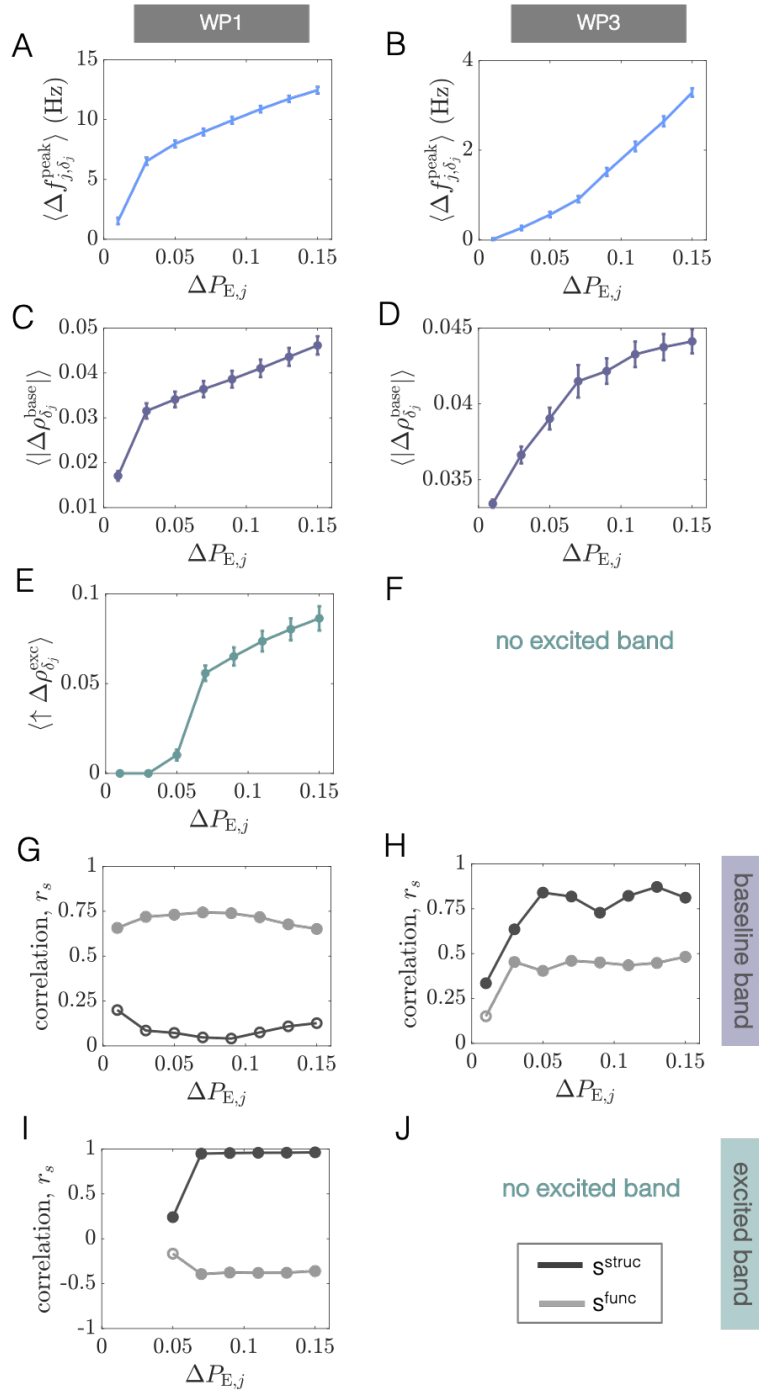 WP1
WP3
A
15
10
5
0
⟨Δf^peak_{j,δ_j}⟩ (Hz)
0 0.05 0.1 0.15
ΔP_{E,j}
B
4
2
0
⟨Δf^peak_{j,δ_j}⟩ (Hz)
0 0.05 0.1 0.15
ΔP_{E,j}
C
0.05
0.04
0.03
0.02
0.01
⟨|Δρ^base_{δ_j}|⟩
0 0.05 0.1 0.15
ΔP_{E,j}
D
0.045
0.04
0.035
⟨|Δρ^base_{δ_j}|⟩
0 0.05 0.1 0.15
ΔP_{E,j}
E
0.1
0.05
0
⟨↑ Δρ^exc_{δ_j}⟩
0 0.05 0.1 0.15
ΔP_{E,j}
F
no excited band
G
1
0.75
0.5
0.25
0
correlation, r_s
0 0.05 0.1 0.15
ΔP_{E,j}
H
1
0.75
0.5
0.25
0
correlation, r_s
0 0.05 0.1 0.15
ΔP_{E,j}
baseline band
I
1
0.5
0
-0.5
-1
correlation, r_s
0 0.05 0.1 0.15
ΔP_{E,j}
J
no excited band
S^struc
S^func
excited band